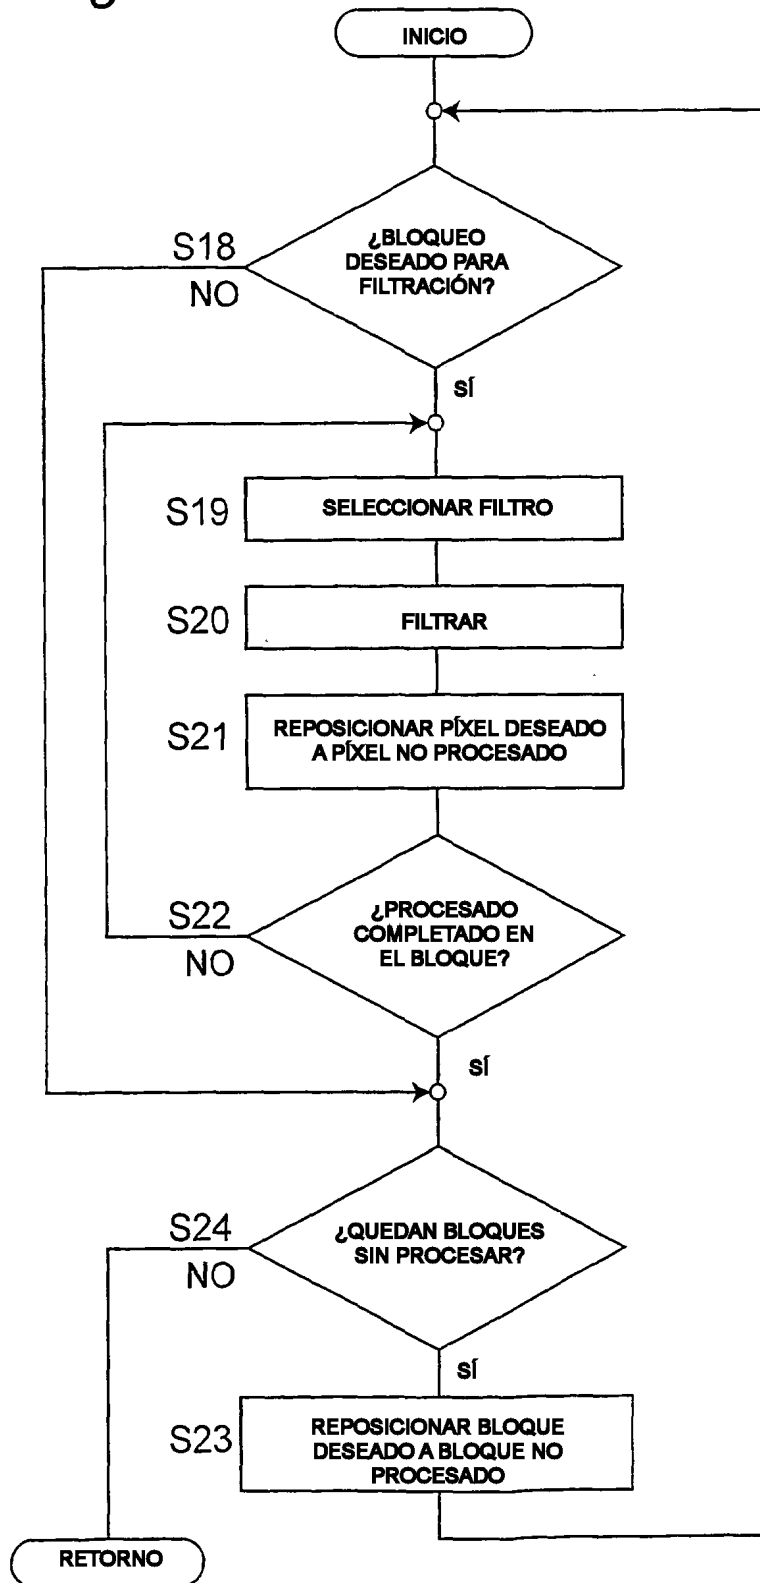 INICIO
¿BLOQUEO
DESEADO PARA
FILTRACIÓN?
S18
NO
SÍ
S19
SELECCIONAR FILTRO
S20
FILTRAR
S21
REPOSICIONAR PÍXEL DESEADO
A PÍXEL NO PROCESADO
¿PROCESADO
COMPLETADO EN
EL BLOQUE?
S22
NO
SÍ
¿QUEDAN BLOQUES
SIN PROCESAR?
S24
NO
SÍ
S23
REPOSICIONAR BLOQUE
DESEADO A BLOQUE NO
PROCESADO
RETORNO